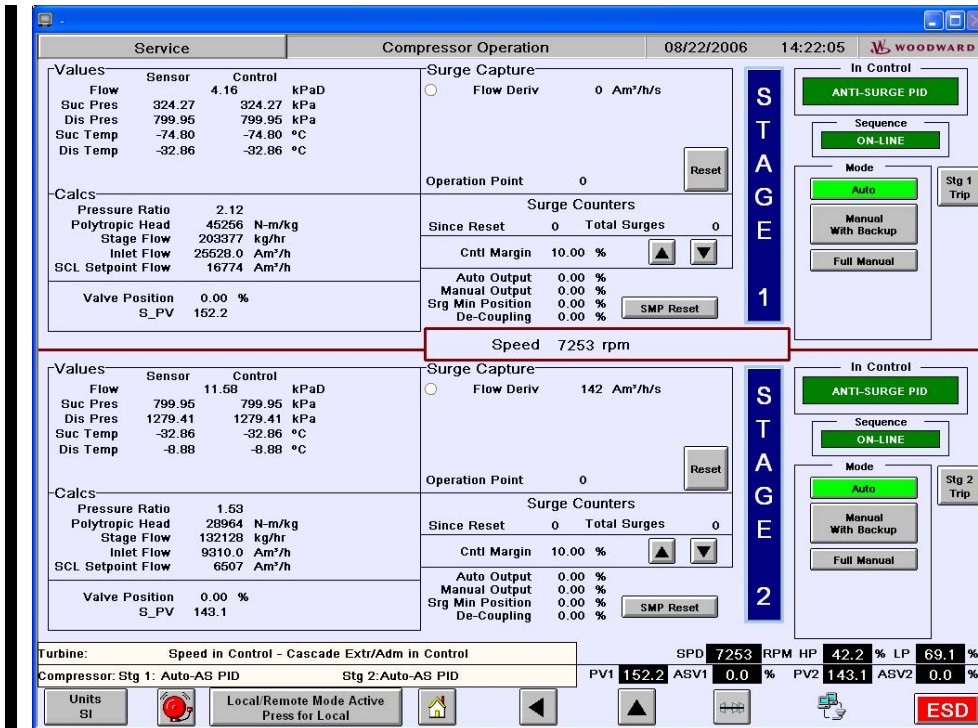 Service Compressor Operation 08/22/2006 14:22:05 WOODWARD
Values
Sensor Control
Flow 4.16 kPaD
Suc Pres 324.27 324.27 kPa
Dis Pres 799.95 799.95 kPa
Suc Temp -74.80 -74.80 °C
Dis Temp -32.86 -32.86 °C
Calcs
Pressure Ratio 2.12
Polytropic Head 45256 N-m/kg
Stage Flow 203377 kg/hr
Inlet Flow 25528.0 Am³/h
SCL Setpoint Flow 16774 Am³/h
Valve Position 0.00 %
S_PV 152.2
Surge Capture
Flow Deriv 0 Am³/h/s
Reset
Operation Point 0
Surge Counters
Since Reset 0 Total Surges 0
Cntl Margin 10.00 %
Auto Output 0.00 %
Manual Output 0.00 %
Srg Min Position 0.00 %
De-Coupling 0.00 %
SMP Reset
STAGE 1
In Control
ANTI-SURGE PID
Sequence
ON-LINE
Mode
Auto
Manual
With Backup
Full Manual
Stg 1
Trip
Speed 7253 rpm
Values
Sensor Control
Flow 11.58 kPaD
Suc Pres 799.95 799.95 kPa
Dis Pres 1279.41 1279.41 kPa
Suc Temp -32.86 -32.86 °C
Dis Temp -8.88 -8.88 °C
Calcs
Pressure Ratio 1.53
Polytropic Head 28964 N-m/kg
Stage Flow 132128 kg/hr
Inlet Flow 9310.0 Am³/h
SCL Setpoint Flow 6507 Am³/h
Valve Position 0.00 %
S_PV 143.1
Surge Capture
Flow Deriv 142 Am³/h/s
Reset
Operation Point 0
Surge Counters
Since Reset 0 Total Surges 0
Cntl Margin 10.00 %
Auto Output 0.00 %
Manual Output 0.00 %
Srg Min Position 0.00 %
De-Coupling 0.00 %
SMP Reset
STAGE 2
In Control
ANTI-SURGE PID
Sequence
ON-LINE
Mode
Auto
Manual
With Backup
Full Manual
Stg 2
Trip
Turbine: Speed in Control - Cascade Extr/Adm in Control SPD 7253 RPM HP 42.2 % LP 69.1 %
Compressor: Stg 1: Auto-AS PID Stg 2:Auto-AS PID PV1 152.2 ASV1 0.0 % PV2 143.1 ASV2 0.0 %
Units
SI
Local/Remote Mode Active
Press for Local
ESD